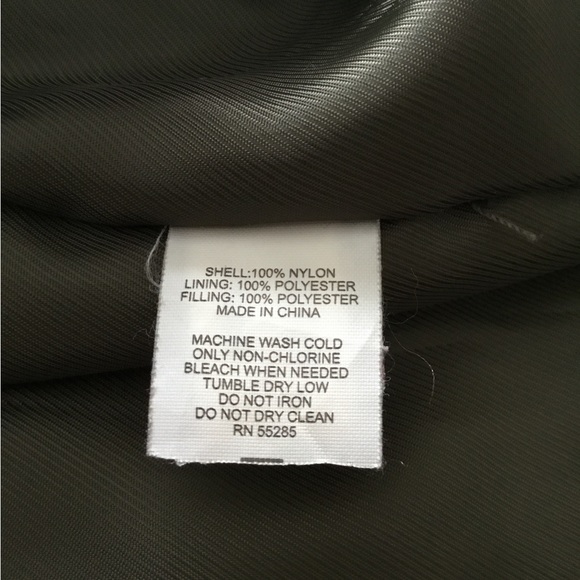 SHELL:100% NYLON
LINING: 100% POLYESTER
FILLING: 100% POLYESTER
MADE IN CHINA
MACHINE WASH COLD
ONLY NON-CHLORINE
BLEACH WHEN NEEDED
TUMBLE DRY LOW
DO NOT IRON
DO NOT DRY CLEAN
RN 55285